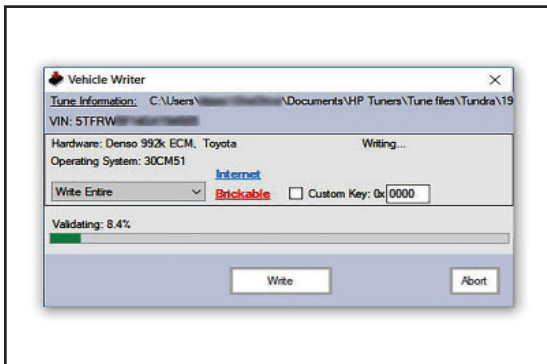 Vehicle Writer
Tune Information: C:\Users\ \Documents\HP Tuners\Tune files\Tundra\19
VIN: 5TFRW
Hardware: Denso 992k ECM, Toyota Writing...
Operating System: 30CM51
Internet
Write Entire Brickable Custom Key: 0x 0000
Validating: 8.4%
Write Abort